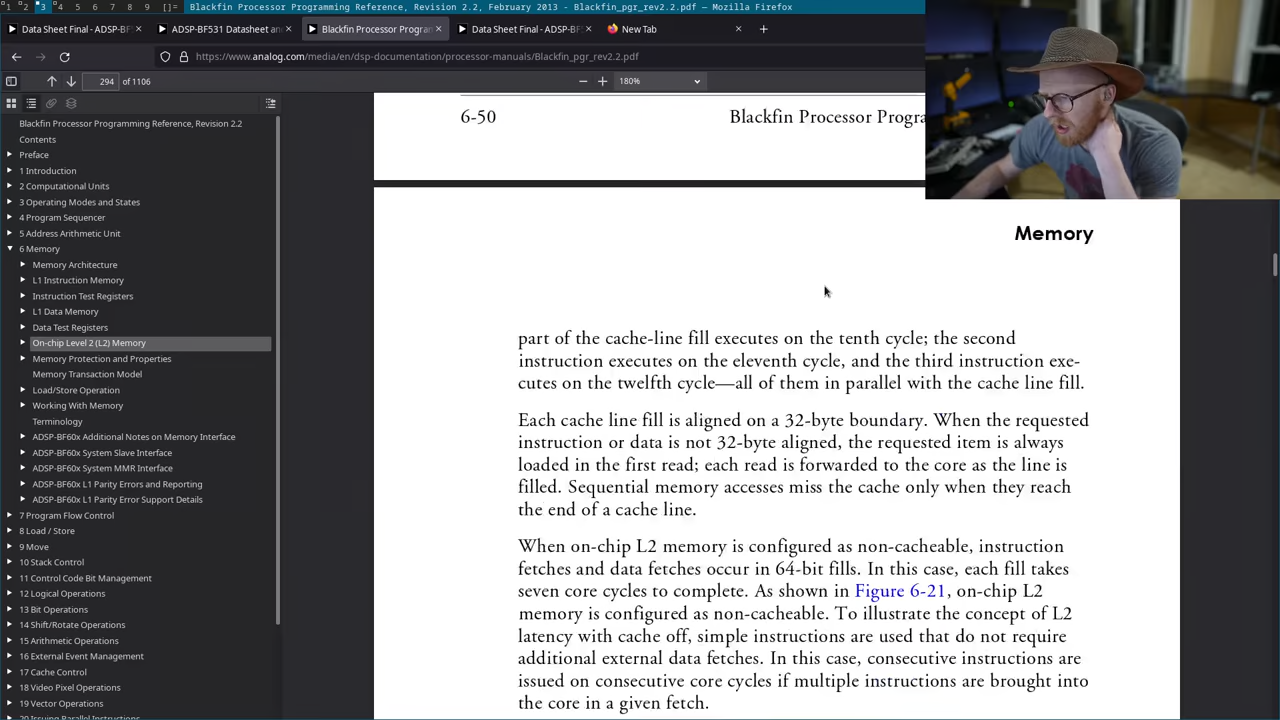 1 2 3 4 5 6 7 8 9 []= Blackfin Processor Programming Reference, Revision 2.2, February 2013 - Blackfin_pgr_rev2.2.pdf — Mozilla Firefox
Data Sheet Final - ADSP-BF5
ADSP-BF531 Datasheet an
Blackfin Processor Program
Data Sheet Final - ADSP-BF5
New Tab
https://www.analog.com/media/en/dsp-documentation/processor-manuals/Blackfin_pgr_rev2.2.pdf
294 of 1106
180%
Blackfin Processor Programming Reference, Revision 2.2
Contents
Preface
1 Introduction
2 Computational Units
3 Operating Modes and States
4 Program Sequencer
5 Address Arithmetic Unit
6 Memory
Memory Architecture
L1 Instruction Memory
Instruction Test Registers
L1 Data Memory
Data Test Registers
On-chip Level 2 (L2) Memory
Memory Protection and Properties
Memory Transaction Model
Load/Store Operation
Working With Memory
Terminology
ADSP-BF60x Additional Notes on Memory Interface
ADSP-BF60x System Slave Interface
ADSP-BF60x System MMR Interface
ADSP-BF60x L1 Parity Errors and Reporting
ADSP-BF60x L1 Parity Error Support Details
7 Program Flow Control
8 Load / Store
9 Move
10 Stack Control
11 Control Code Bit Management
12 Logical Operations
13 Bit Operations
14 Shift/Rotate Operations
15 Arithmetic Operations
16 External Event Management
17 Cache Control
18 Video Pixel Operations
19 Vector Operations
20 Issuing Parallel Instructions
6-50 Blackfin Processor Progra
Memory
part of the cache-line fill executes on the tenth cycle; the second
instruction executes on the eleventh cycle, and the third instruction exe-
cutes on the twelfth cycle—all of them in parallel with the cache line fill.
Each cache line fill is aligned on a 32-byte boundary. When the requested
instruction or data is not 32-byte aligned, the requested item is always
loaded in the first read; each read is forwarded to the core as the line is
filled. Sequential memory accesses miss the cache only when they reach
the end of a cache line.
When on-chip L2 memory is configured as non-cacheable, instruction
fetches and data fetches occur in 64-bit fills. In this case, each fill takes
seven core cycles to complete. As shown in Figure 6-21, on-chip L2
memory is configured as non-cacheable. To illustrate the concept of L2
latency with cache off, simple instructions are used that do not require
additional external data fetches. In this case, consecutive instructions are
issued on consecutive core cycles if multiple instructions are brought into
the core in a given fetch.